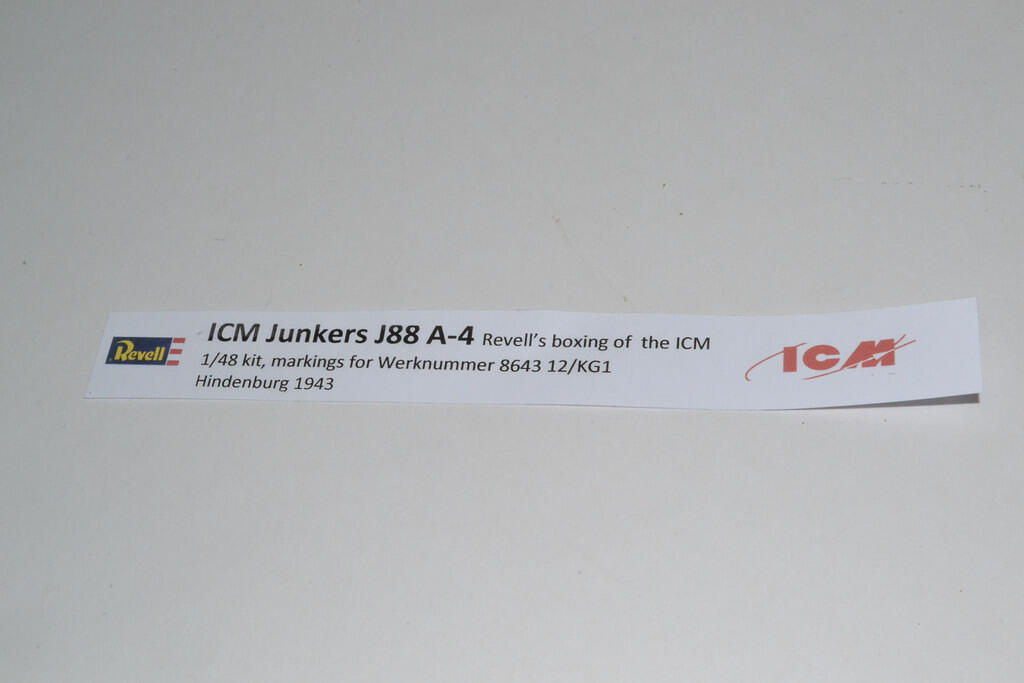 Revell
ICM Junkers J88 A-4 Revell's boxing of the ICM
1/48 kit, markings for Werknummer 8643 12/KG1
Hindenburg 1943
ICM